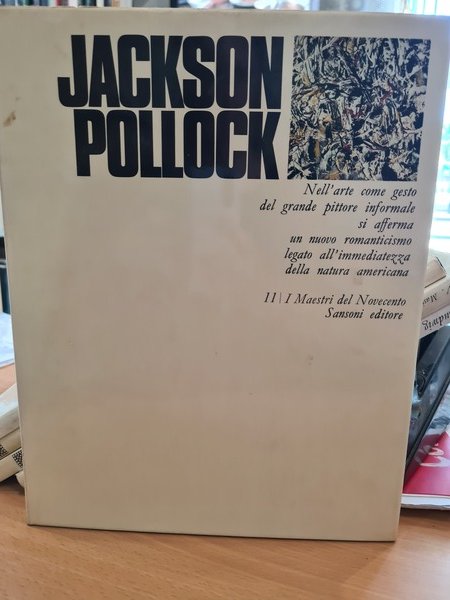 JACKSON
POLLOCK
Nell'arte come gesto
del grande pittore informale
si afferma
un nuovo romanticismo
legato all'immediatezza
della natura americana
11 | I Maestri del Novecento
Sansoni editore